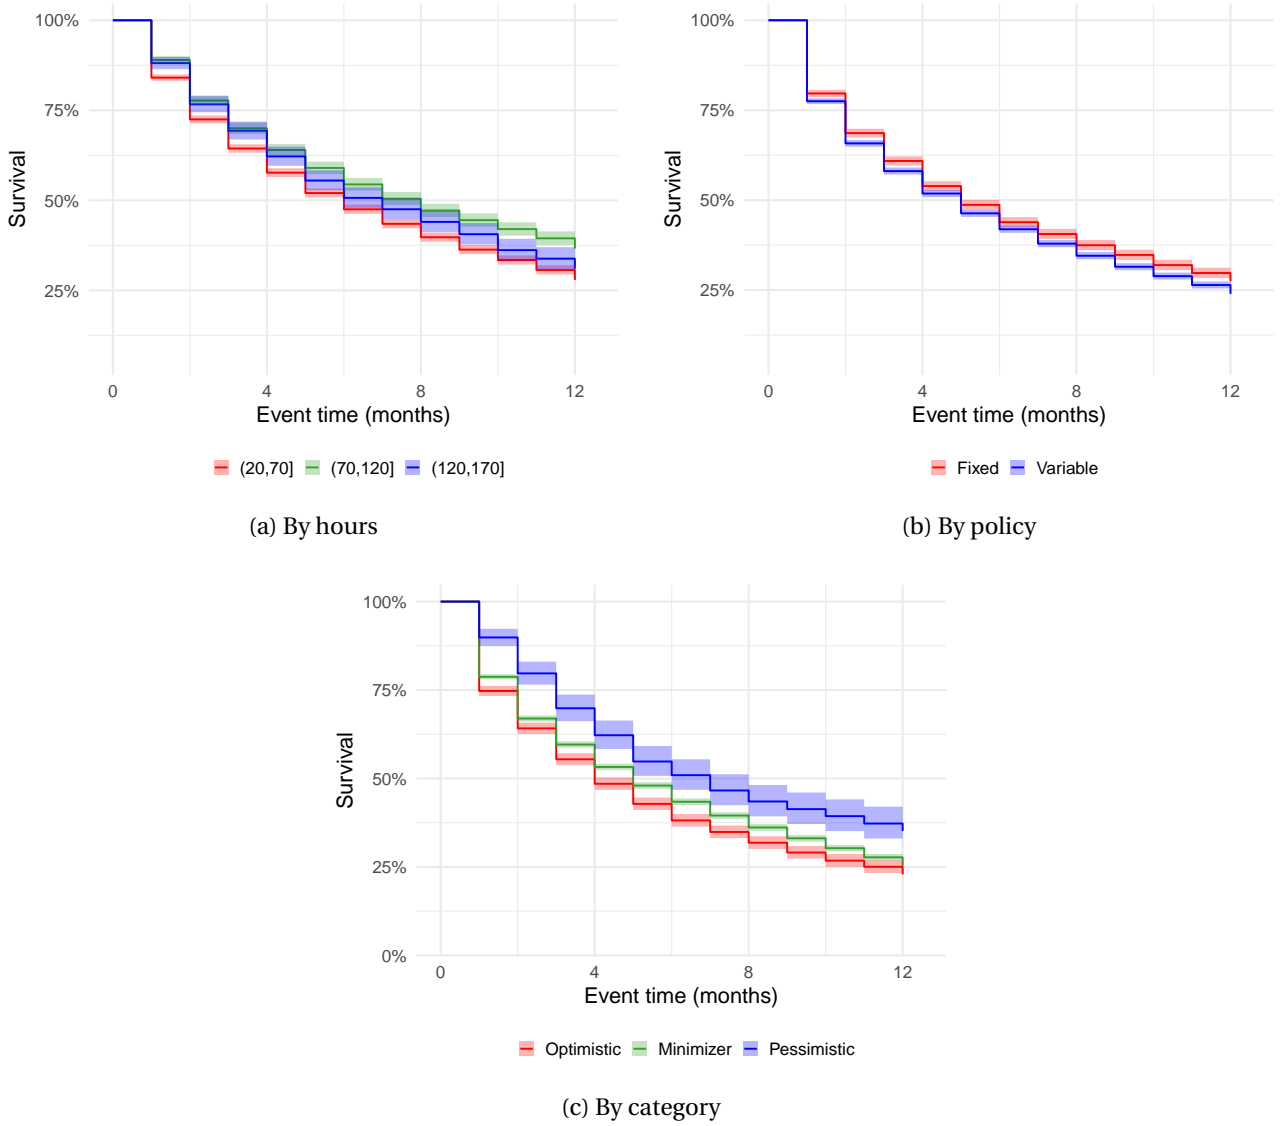 100%
75%
50%
25%
Survival
0
4
8
12
Event time (months)
(20,70] (70,120] (120,170]
(a) By hours
100%
75%
50%
25%
Survival
0
4
8
12
Event time (months)
Fixed Variable
(b) By policy
100%
75%
50%
25%
0%
Survival
0
4
8
12
Event time (months)
Optimistic Minimizer Pessimistic
(c) By category